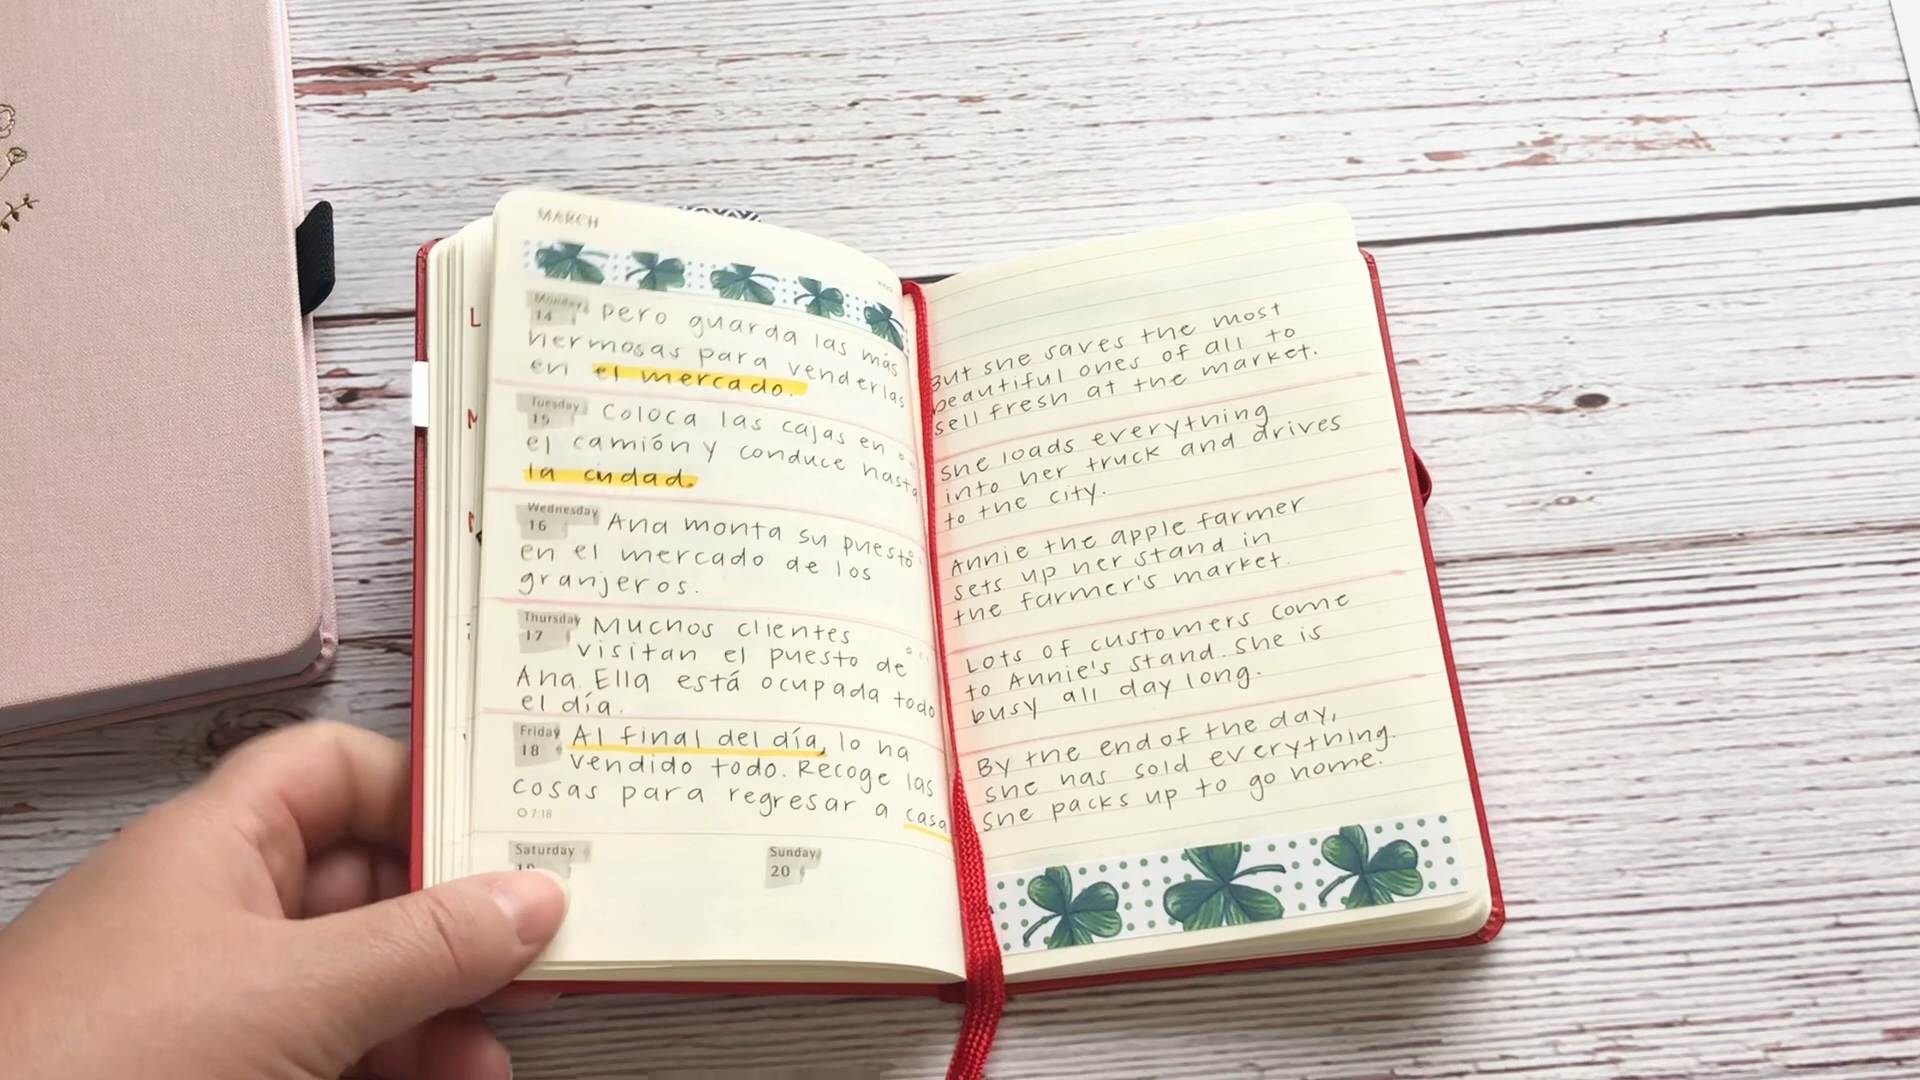 MARCH
Monday
14
pero guarda las más
hermosas para venderlas
en el mercado.
Tuesday
15
coloca las cajas en
el camión y conduce hasta
la ciudad.
Wednesday
16
Ana monta su puesto
en el mercado de los
granjeros.
Thursday
17
Muchos clientes
visitan el puesto de
Ana. Ella está ocupada todo
el día.
Friday
18
Al final del día, lo ha
vendido todo. Recoge las
cosas para regresar a casa
7:18
Saturday
Sunday
20
But she saves the most
beautiful ones of all to
sell fresh at the market.
She loads everything
into her truck and drives
to the city.
Annie the apple farmer
sets up her stand in
the farmer's market.
Lots of customers come
to Annie's stand. She is
busy all day long.
By the end of the day,
she has sold everything.
She packs up to go home.